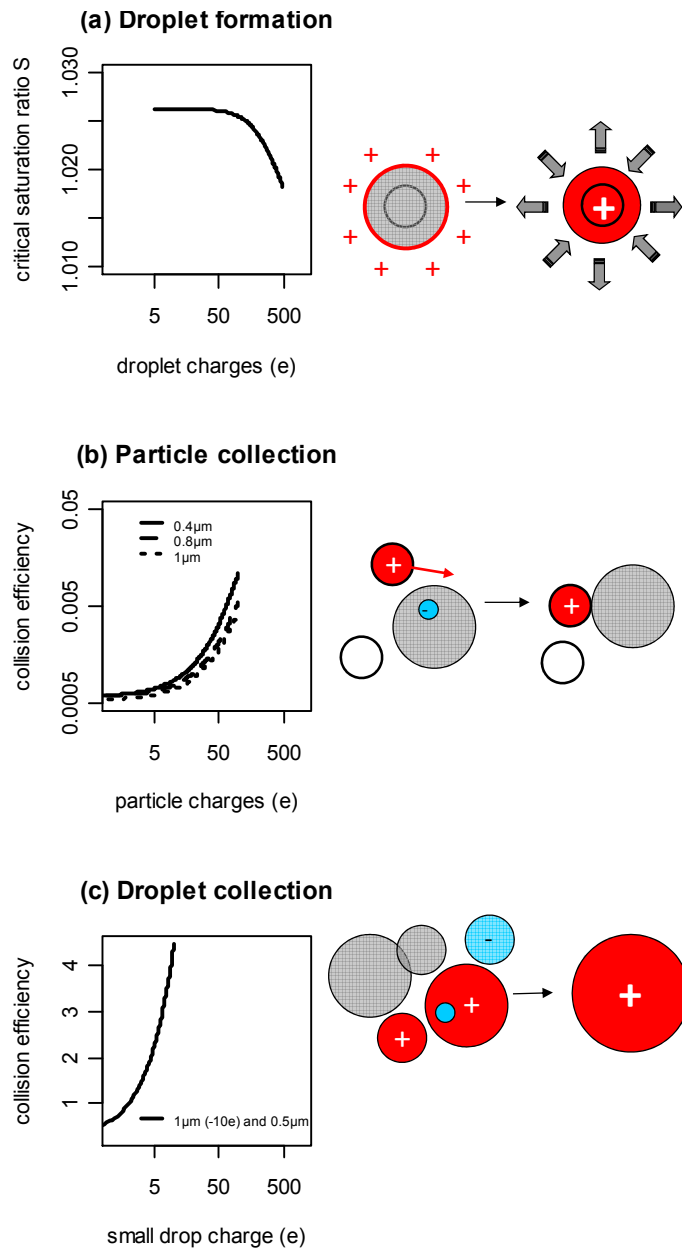 (a) Droplet formation
critical saturation ratio S
1.030
1.020
1.010
5 50 500
droplet charges (e)
+ +
+ +
+ +
+ +
+
(b) Particle collection
collision efficiency
0.05
0.005
0.0005
0.4µm
0.8µm
1µm
5 50 500
particle charges (e)
+
-
+
(c) Droplet collection
collision efficiency
4
3
2
1
1µm (-10e) and 0.5µm
5 50 500
small drop charge (e)
-
+
+
+